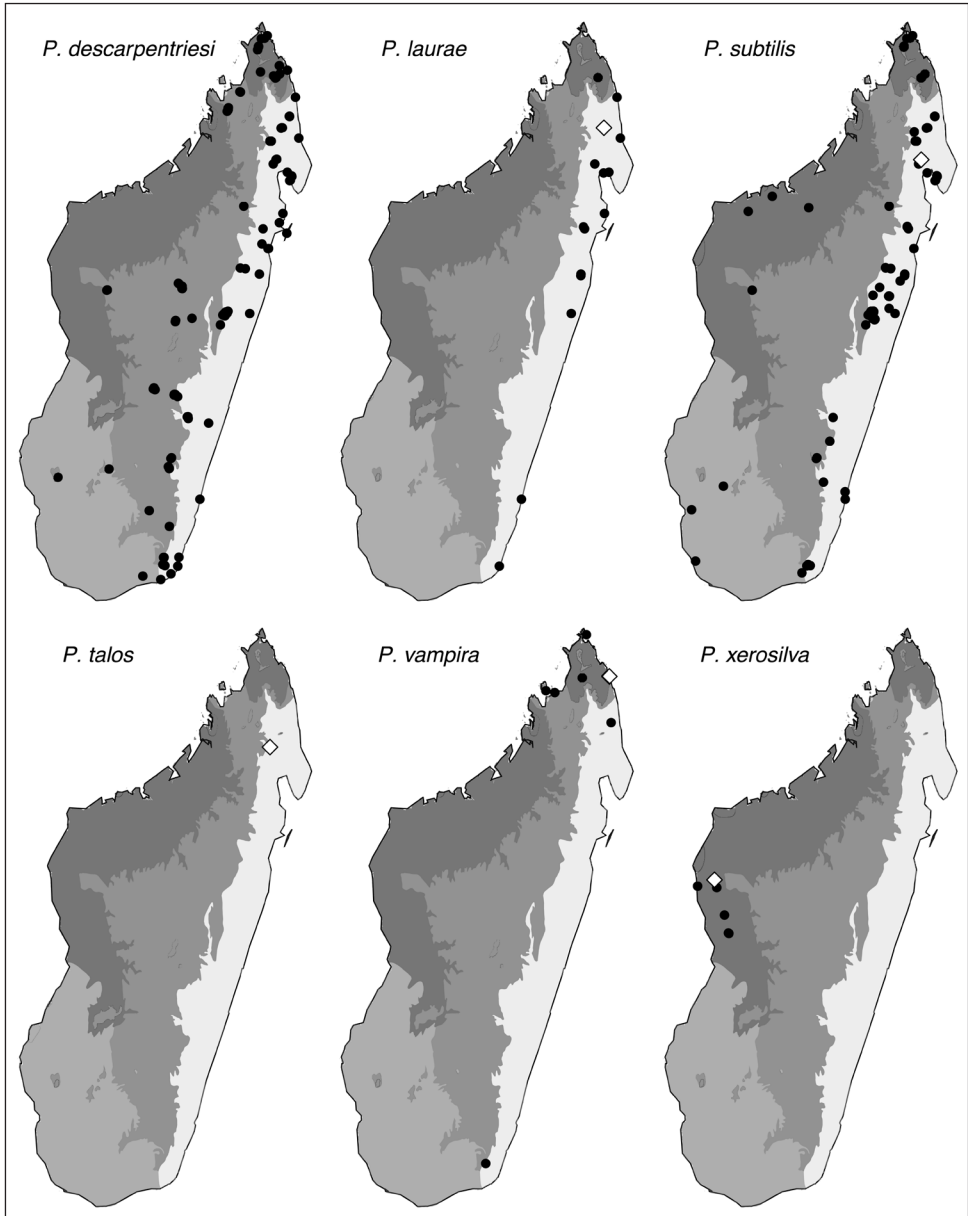 P. descarpentriesi
P. laurae
P. subtilis
P. talos
P. vampira
P. xerosilva